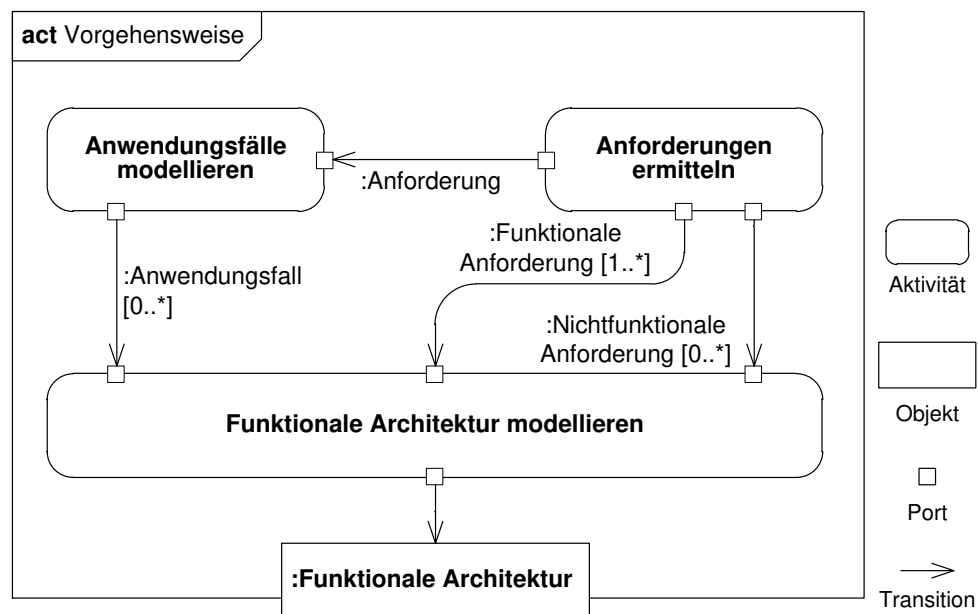 act Vorgehensweise
Anwendungsfälle
modellieren
Anforderungen
ermitteln
:Anforderung
:Funktionale
Anforderung [1..*]
:Anwendungsfall
[0..*]
:Nichtfunktionale
Anforderung [0..*]
Funktionale Architektur modellieren
:Funktionale Architektur
Aktivität
Objekt
Port
Transition